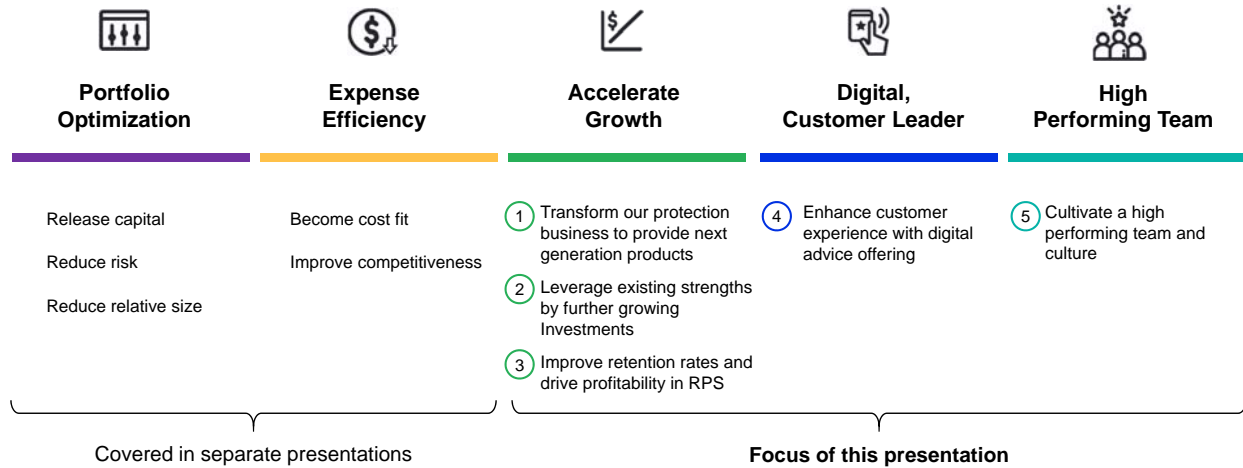 Portfolio
Optimization
Expense
Efficiency
Accelerate
Growth
Digital,
Customer Leader
High
Performing Team
Release capital
Reduce risk
Reduce relative size
Become cost fit
Improve competitiveness
1 Transform our protection
business to provide next
generation products
2 Leverage existing strengths
by further growing
Investments
3 Improve retention rates and
drive profitability in RPS
4 Enhance customer
experience with digital
advice offering
5 Cultivate a high
performing team and
culture
Covered in separate presentations
Focus of this presentation